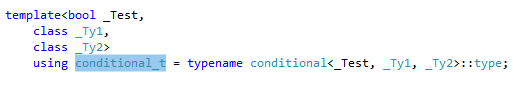 template<bool _Test,
class _Ty1,
class _Ty2>
using conditional_t = typename conditional<_Test, _Ty1, _Ty2>::type;